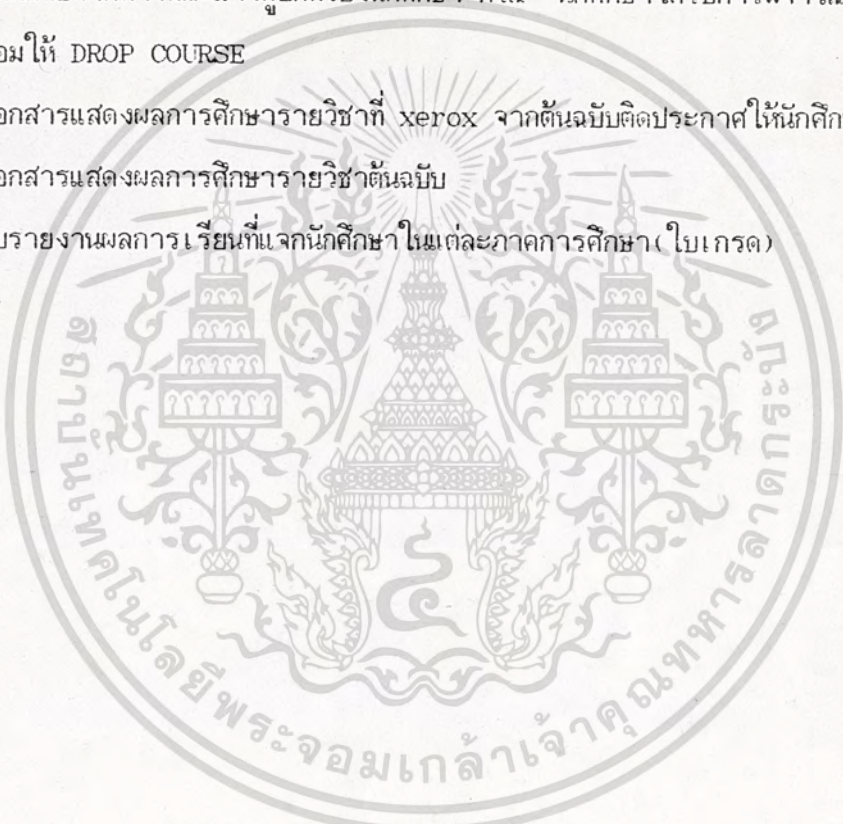 อมให้ DROP COURSE
อกสารแสดงผลการศึกษารายวิชาที่ xerox จากต้นฉบับติดประกาศให้นักศึก
อกสารแสดงผลการศึกษารายวิชาต้นฉบับ
บรายงานผลการเรียนที่แจกนักศึกษาในแต่ละภาคการศึกษา(ใบเกรด)
สถาบันเทคโนโลยีพระจอมเกล้าเจ้าคุณทหารลาดกระบัง